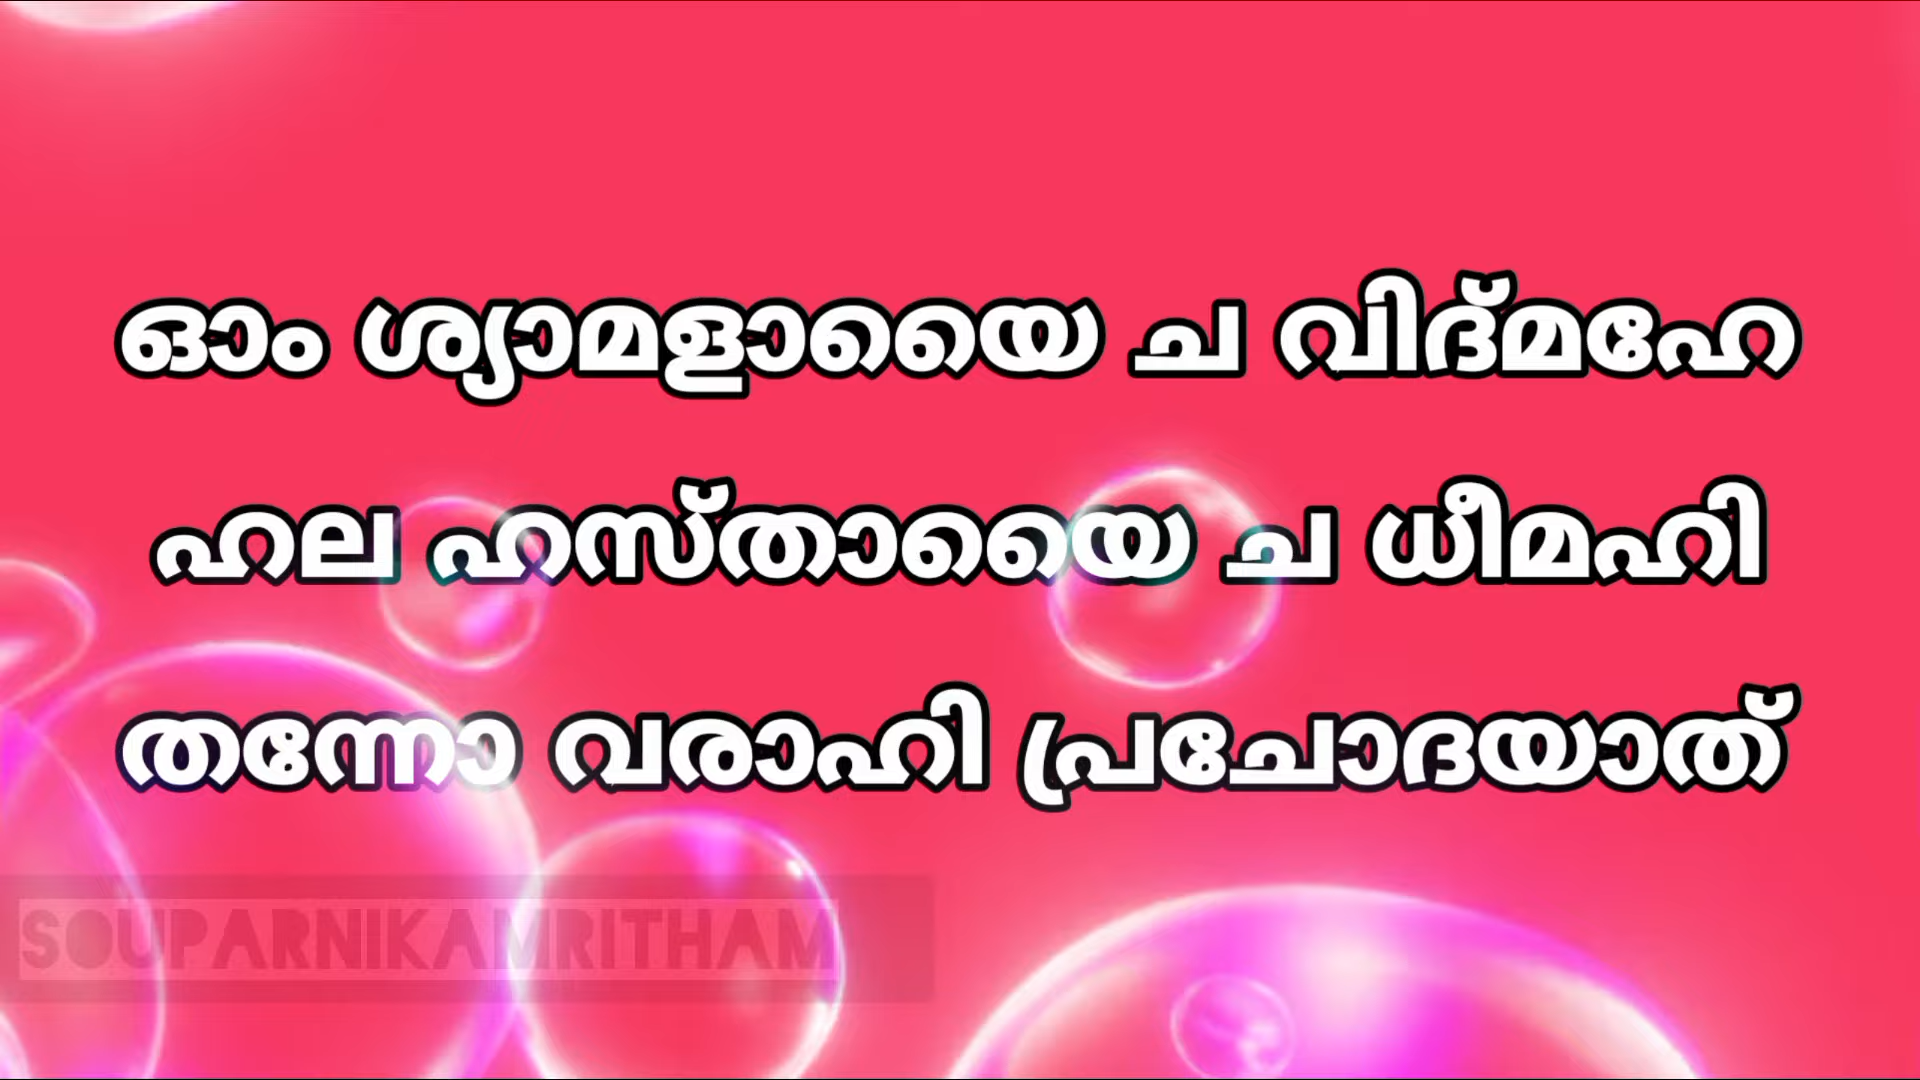 ഓം ശ്യാമളായൈ ച വിദ്മഹേ
ഹല ഹസ്തായൈ ച ധീമഹി
തന്നോ വരാഹി പ്രചോദയാത്
SOUPARNIKAMRITHAM